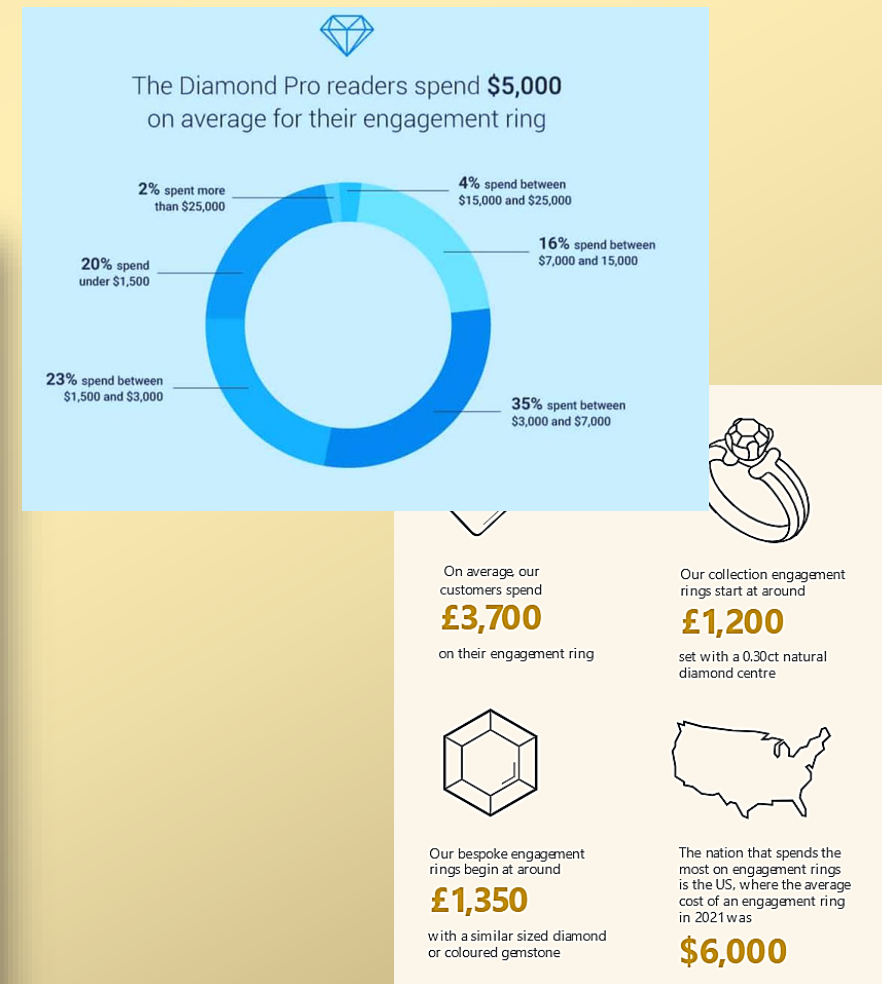 The Diamond Pro readers spend $5,000
on average for their engagement ring
2% spent more
than $25,000
4% spend between
$15,000 and $25,000
16% spend between
$7,000 and 15,000
20% spend
under $1,500
23% spend between
$1,500 and $3,000
35% spent between
$3,000 and $7,000
On average, our
customers spend
£3,700
on their engagement ring
Our collection engagement
rings start at around
£1,200
set with a 0.30ct natural
diamond centre
Our bespoke engagement
rings begin at around
£1,350
with a similar sized diamond
or coloured gemstone
The nation that spends the
most on engagement rings
is the US, where the average
cost of an engagement ring
in 2021 was
$6,000